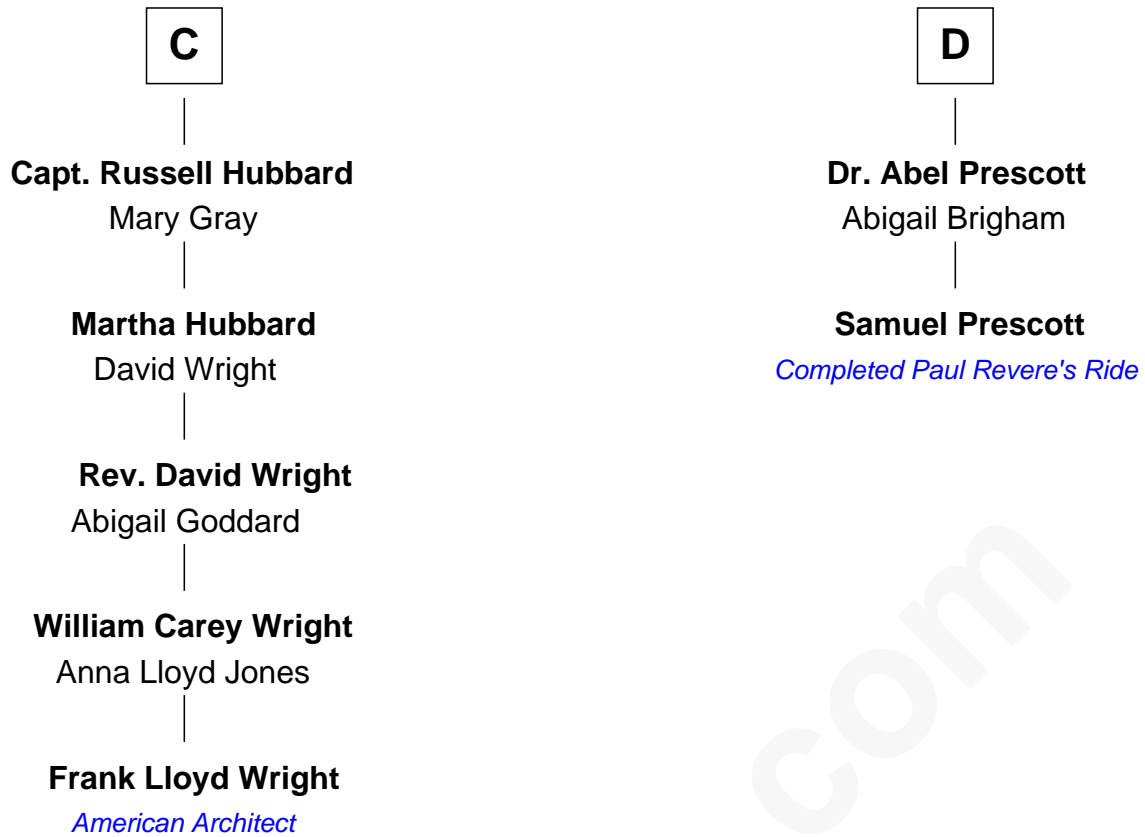 C
Capt. Russell Hubbard
Mary Gray
Martha Hubbard
David Wright
Rev. David Wright
Abigail Goddard
William Carey Wright
Anna Lloyd Jones
Frank Lloyd Wright
American Architect
D
Dr. Abel Prescott
Abigail Brigham
Samuel Prescott
Completed Paul Revere's Ride
com